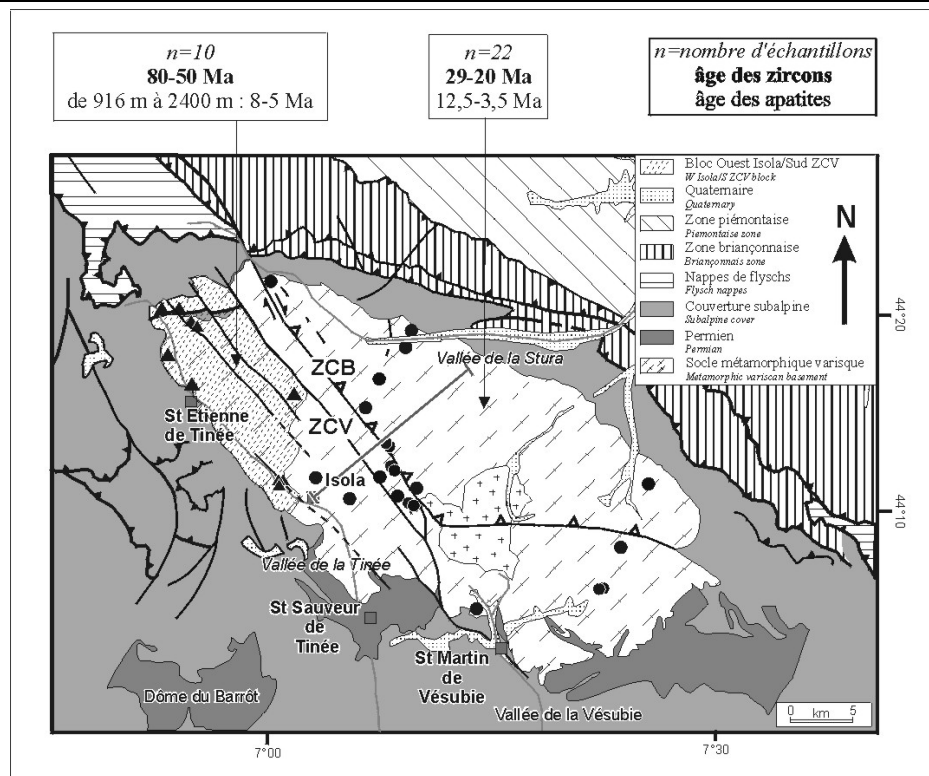 n=10
80-50 Ma
de 916 m à 2400 m : 8-5 Ma
n=22
29-20 Ma
12,5-3,5 Ma
n=nombre d'échantillons
âge des zircons
âge des apatites
Bloc Ouest Isola/Sud ZCV
W Isola/S ZCV block
Quaternaire
Quaternary
Zone piémontaise
Piemontaise zone
Zone briançonnaise
Briançonnais zone
Nappes de flyschs
Flysch nappes
Couverture subalpine
Subalpine cover
Permien
Permian
Socle métamorphique varisque
Metamorphic variscan basement
N
44°20
Vallée de la Stura
ZCB
St Etienne
de Tinée
ZCV
Isola
44°10
Vallée de la Tinée
St Sauveur
de
Tinée
St Martin
de
Vésubie
Dôme du Barrôt
Vallée de la Vésubie
0 km 5
7°00
7°30